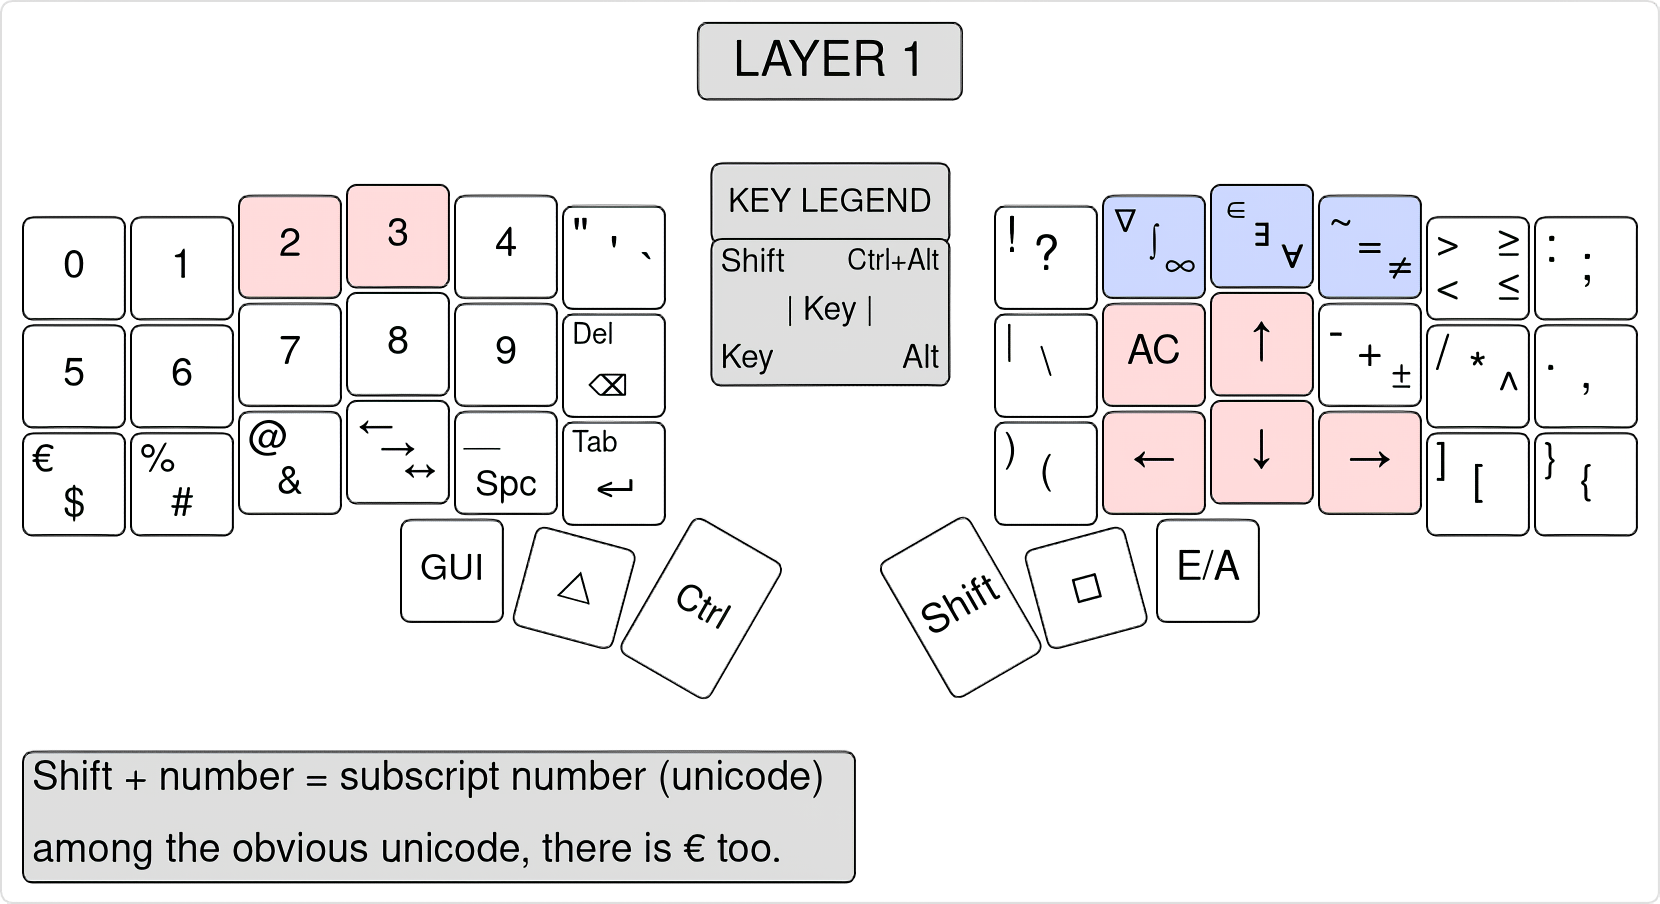 LAYER 1
KEY LEGEND
Shift Ctrl+Alt
| Key |
Key Alt
0 1 2 3 4 " ' `
5 6 7 8 9 Del ⌫
€ $ % # @ & ← → ↔ __ Spc Tab ↵
GUI △ Ctrl
! ? ∇ ∫ ∞ ∈ ∃ ∀ ~ = ≠ > ≥ < ≤ : ;
| \ AC ↑ - + ± / * ^ . ,
) ( ← ↓ → ] [ } {
Shift □ E/A
Shift + number = subscript number (unicode)
among the obvious unicode, there is € too.